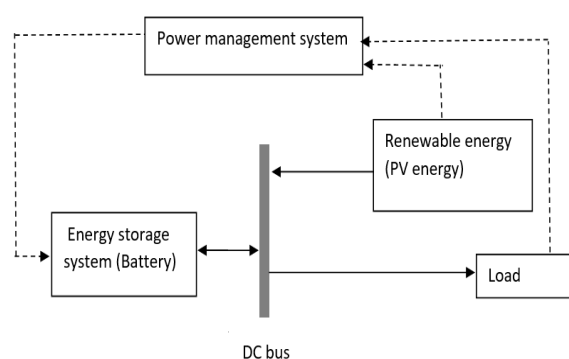 Power management system
Renewable energy
(PV energy)
Energy storage
system (Battery)
Load
DC bus